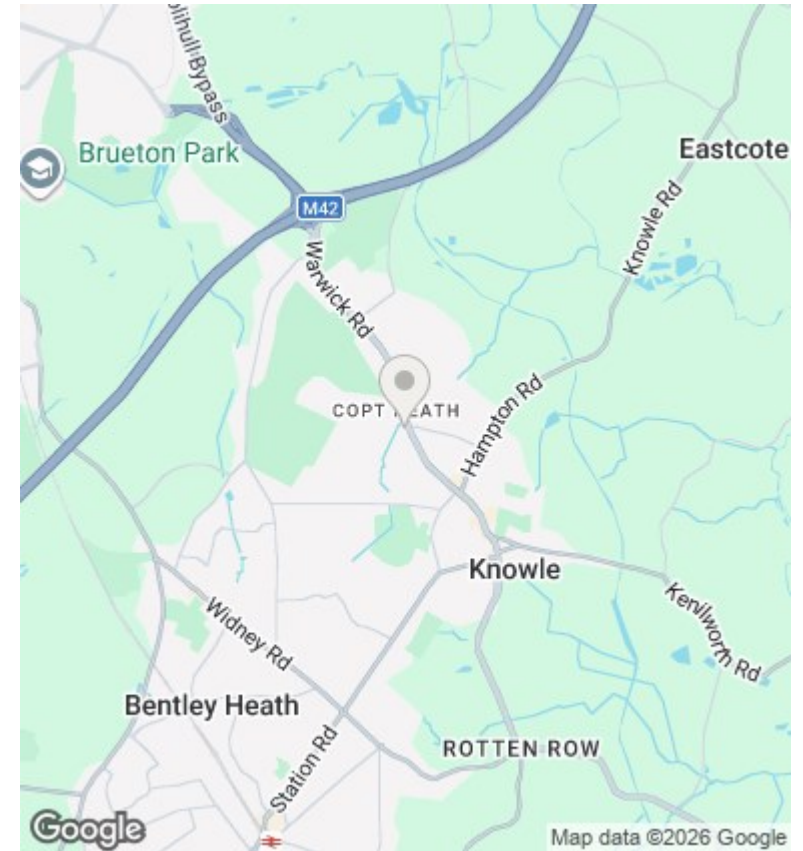 olihull Bypass
Brueton Park
Eastcote
M42
Knowle Rd
Warwick Rd
COPT HEATH
Hampton Rd
Knowle
Kenilworth Rd
Widney Rd
Bentley Heath
Station Rd
ROTTEN ROW
Google
Map data ©2026 Google